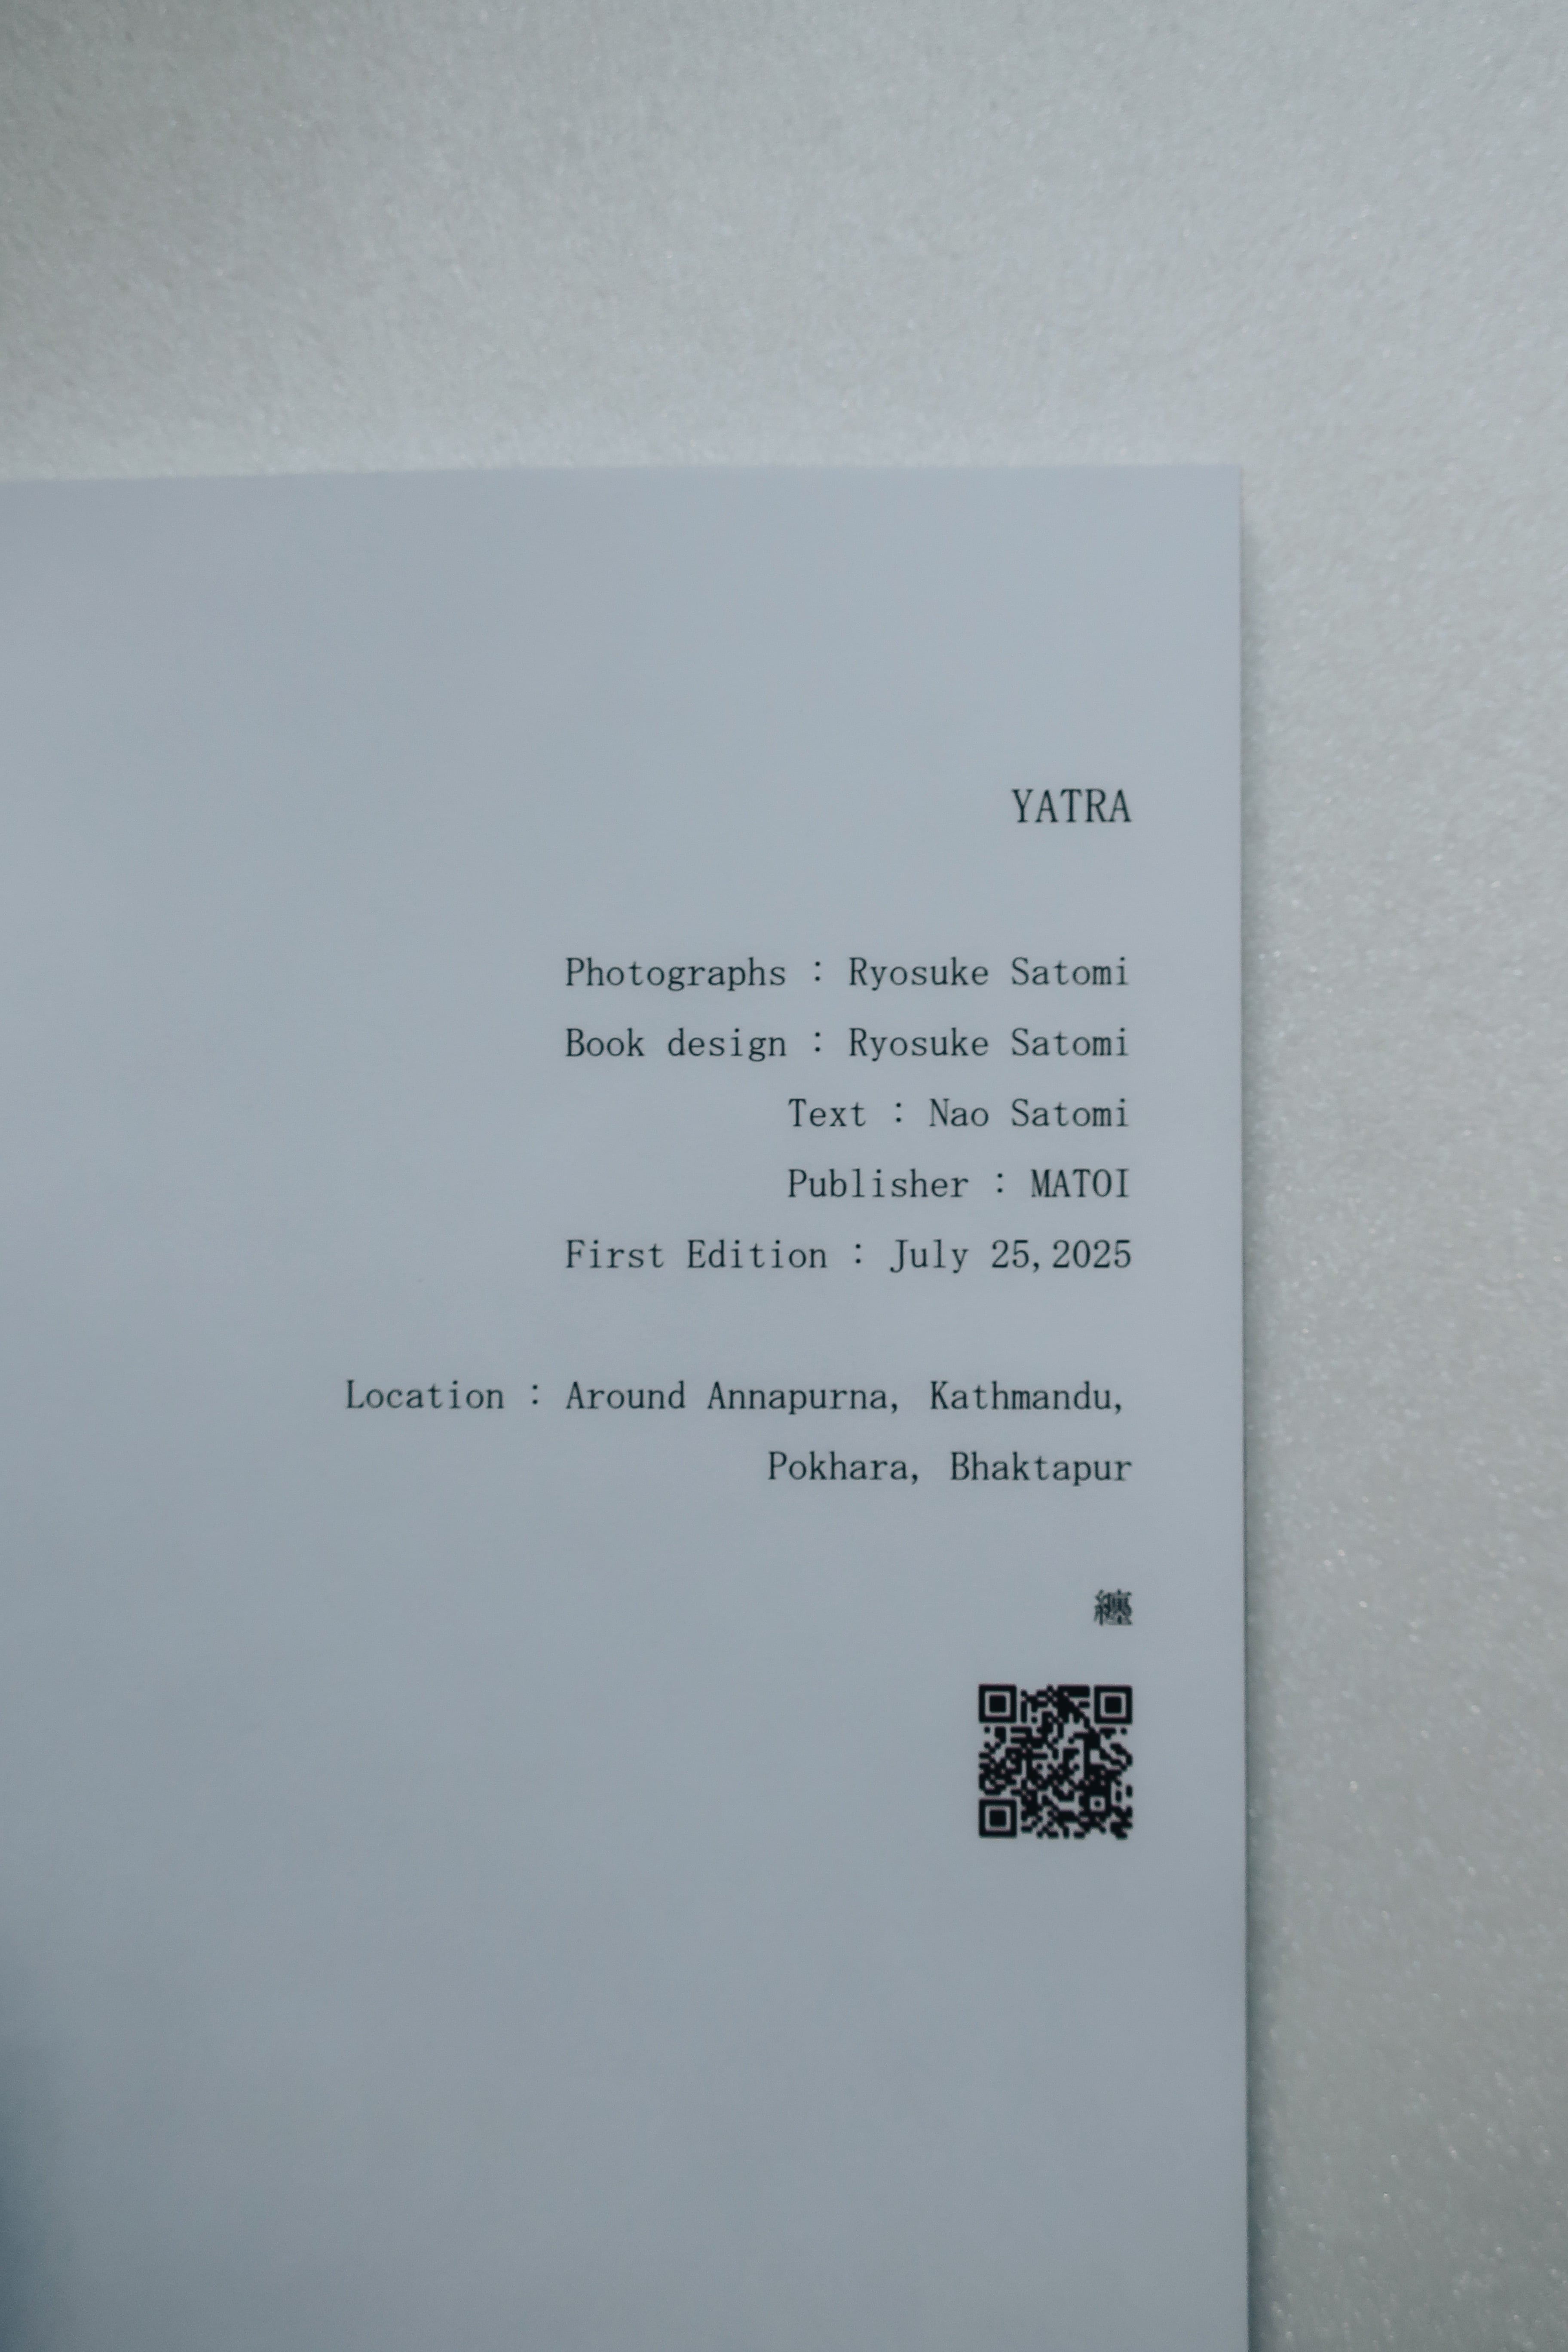 YATRA
Photographs : Ryosuke Satomi
Book design : Ryosuke Satomi
Text : Nao Satomi
Publisher : MATOI
First Edition : July 25,2025
Location : Around Annapurna, Kathmandu,
Pokhara, Bhaktapur
纏